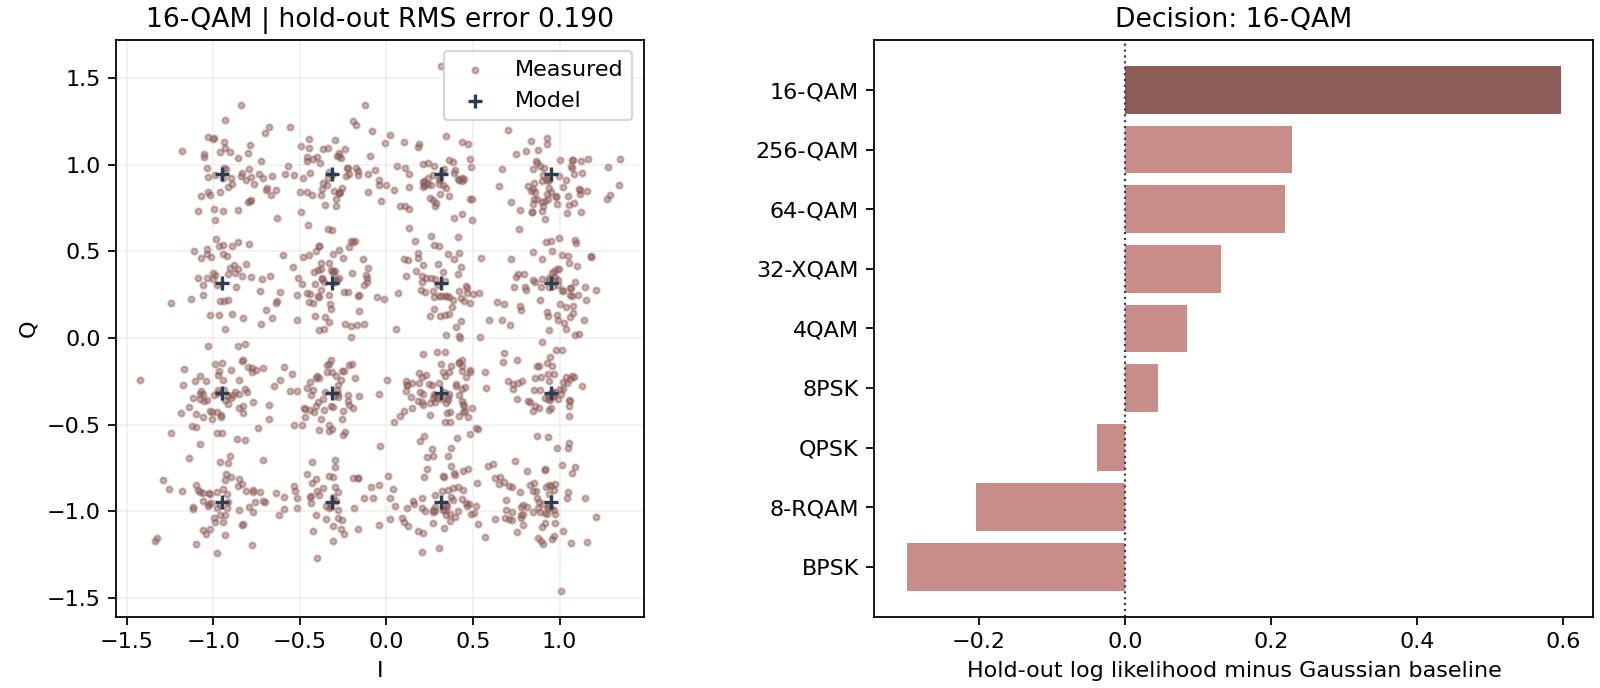 16-QAM | hold-out RMS error 0.190
Measured
Model
1.5
1.0
0.5
0.0
−0.5
−1.0
−1.5
Q
−1.5
−1.0
−0.5
0.0
0.5
1.0
I
Decision: 16-QAM
16-QAM
256-QAM
64-QAM
32-XQAM
4QAM
8PSK
QPSK
8-RQAM
BPSK
−0.2
0.0
0.2
0.4
0.6
Hold-out log likelihood minus Gaussian baseline